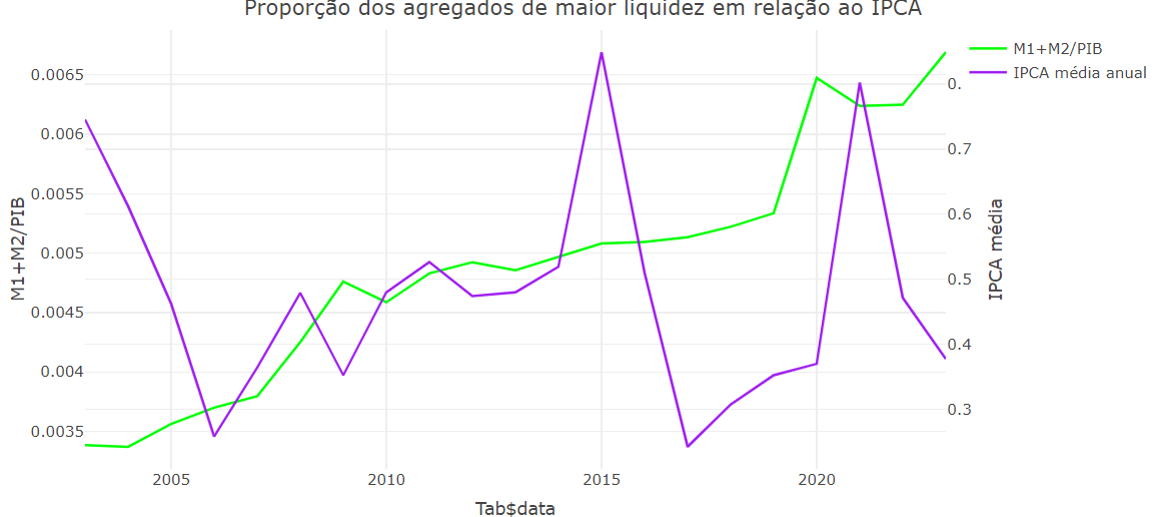 Proporção dos agregados de maior liquidez em relação ao IPCA
M1+M2/PIB
IPCA média anual
0.0065
0.006
0.0055
0.005
0.0045
0.004
0.0035
M1+M2/PIB
0.
0.7
0.6
0.5
0.4
0.3
IPCA média
2005
2010
2015
2020
Tab$data